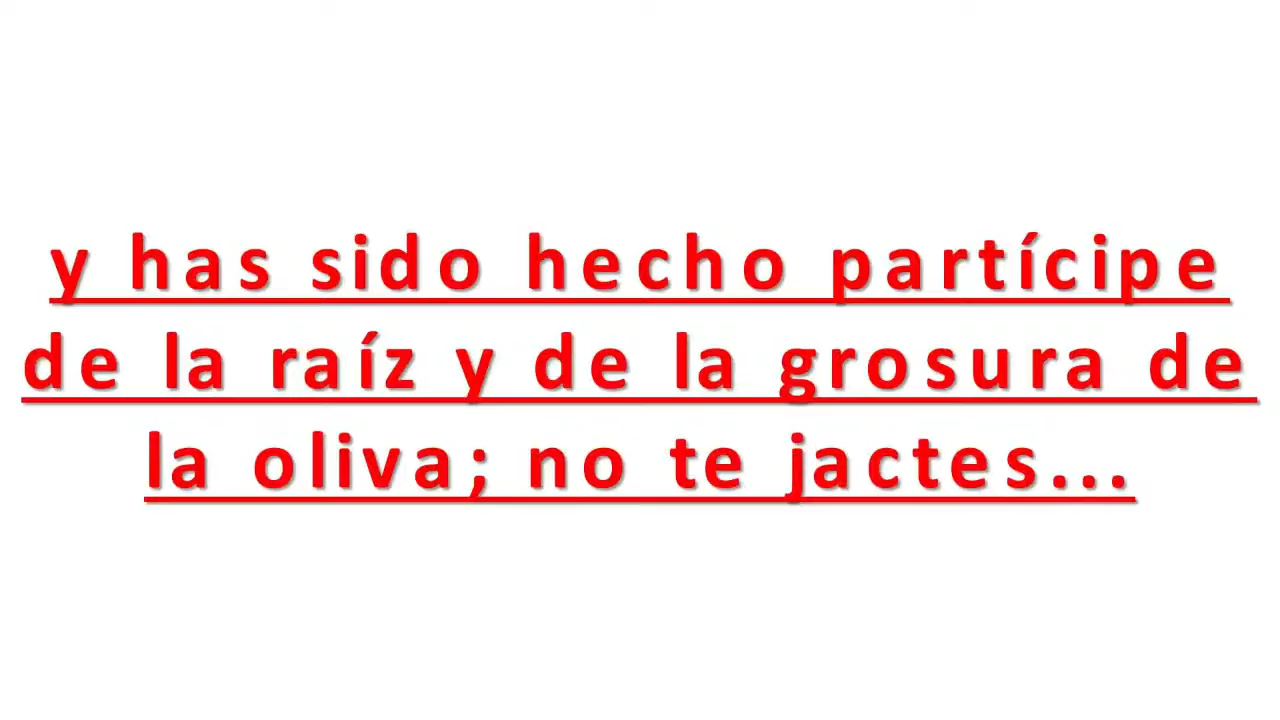 y has sido hecho partícipe
de la raíz y de la grosura de
la oliva; no te jactes...